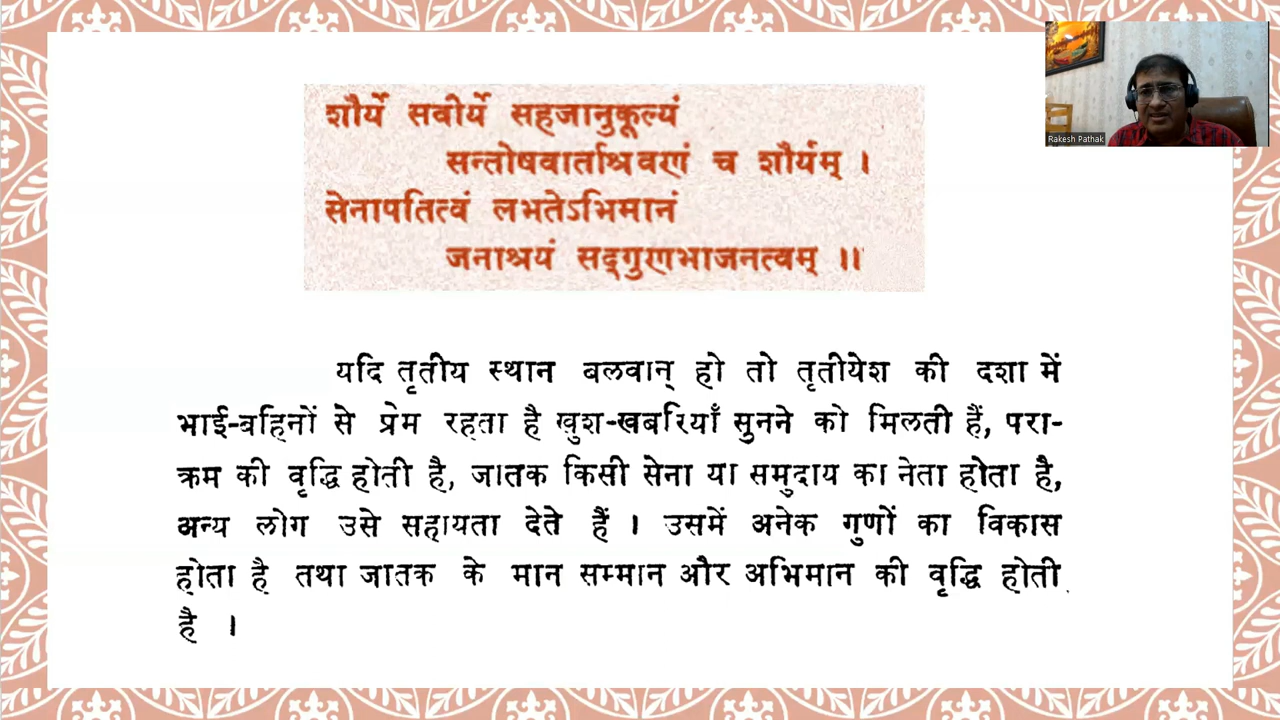 शौर्ये सवीर्ये सहजानुकूल्यं
सन्तोषवार्ताश्रवणं च शौर्यम् ।
सेनापतित्वं लभतेऽभिमानं
जनाश्रयं सद्‌गुणभाजनत्वम् ॥
Rakesh Pathak
यदि तृतीय स्थान बलवान् हो तो तृतीयेश की दशा में
भाई-बहिनों से प्रेम रहता है खुश-खबरियाँ सुनने को मिलती हैं, परा-
क्रम की वृद्धि होती है, जातक किसी सेना या समुदाय का नेता होता है,
अन्य लोग उसे सहायता देते हैं । उसमें अनेक गुणों का विकास
होता है तथा जातक के मान सम्मान और अभिमान की वृद्धि होती
है ।